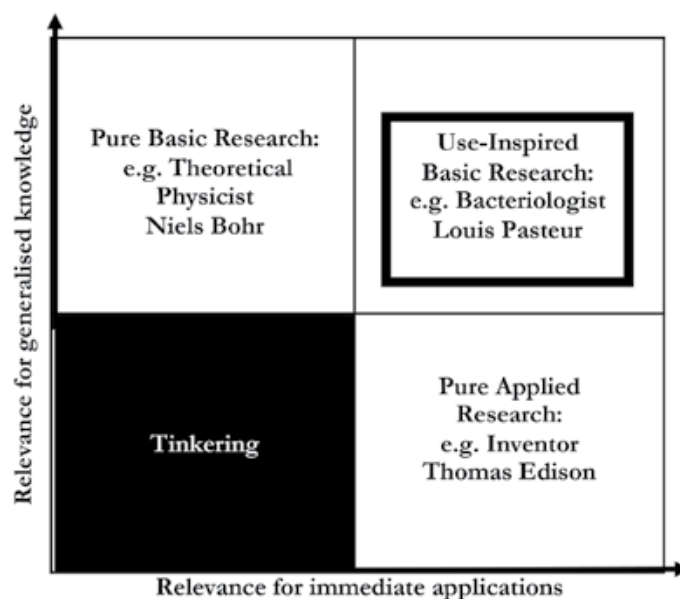 Relevance for generalised knowledge
Pure Basic Research:
e.g. Theoretical
Physicist
Niels Bohr
Use-Inspired
Basic Research:
e.g. Bacteriologist
Louis Pasteur
Tinkering
Pure Applied
Research:
e.g. Inventor
Thomas Edison
Relevance for immediate applications